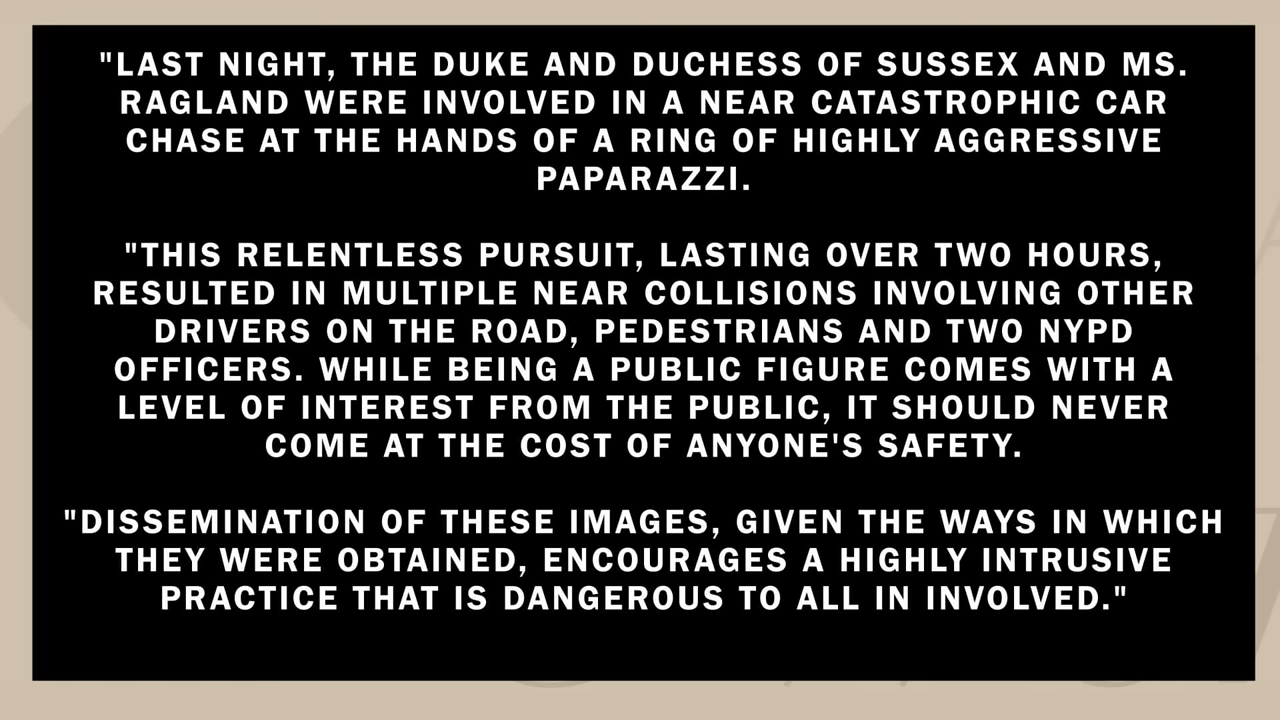 "LAST NIGHT, THE DUKE AND DUCHESS OF SUSSEX AND MS.
RAGLAND WERE INVOLVED IN A NEAR CATASTROPHIC CAR
CHASE AT THE HANDS OF A RING OF HIGHLY AGGRESSIVE
PAPARAZZI.
"THIS RELENTLESS PURSUIT, LASTING OVER TWO HOURS,
RESULTED IN MULTIPLE NEAR COLLISIONS INVOLVING OTHER
DRIVERS ON THE ROAD, PEDESTRIANS AND TWO NYPD
OFFICERS. WHILE BEING A PUBLIC FIGURE COMES WITH A
LEVEL OF INTEREST FROM THE PUBLIC, IT SHOULD NEVER
COME AT THE COST OF ANYONE'S SAFETY.
"DISSEMINATION OF THESE IMAGES, GIVEN THE WAYS IN WHICH
THEY WERE OBTAINED, ENCOURAGES A HIGHLY INTRUSIVE
PRACTICE THAT IS DANGEROUS TO ALL IN INVOLVED."